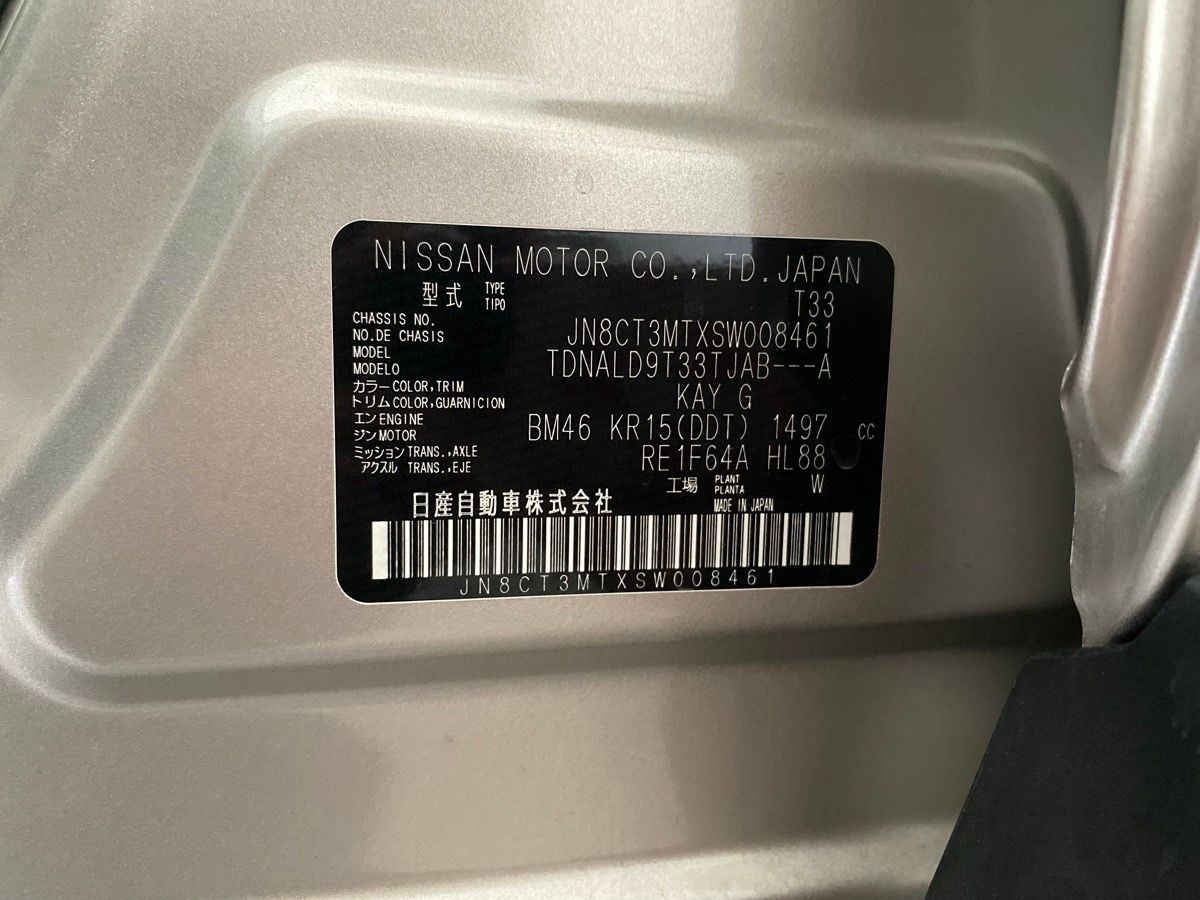 NISSAN MOTOR CO.,LTD.JAPAN
型式 TYPE TIPO T33
CHASSIS NO.
NO.DE CHASIS JN8CT3MTXSW008461
MODEL
MODELO TDNALD9T33TJAB---A
カラー COLOR,TRIM
トリム COLOR,GUARNICION KAY G
エン ENGINE
ジン MOTOR BM46 KR15(DDT) 1497 cc
ミッション TRANS.,AXLE
アクスル TRANS.,EJE RE1F64A HL88
工場 PLANT PLANTA W
日産自動車株式会社 MADE IN JAPAN
JN8CT3MTXSW008461